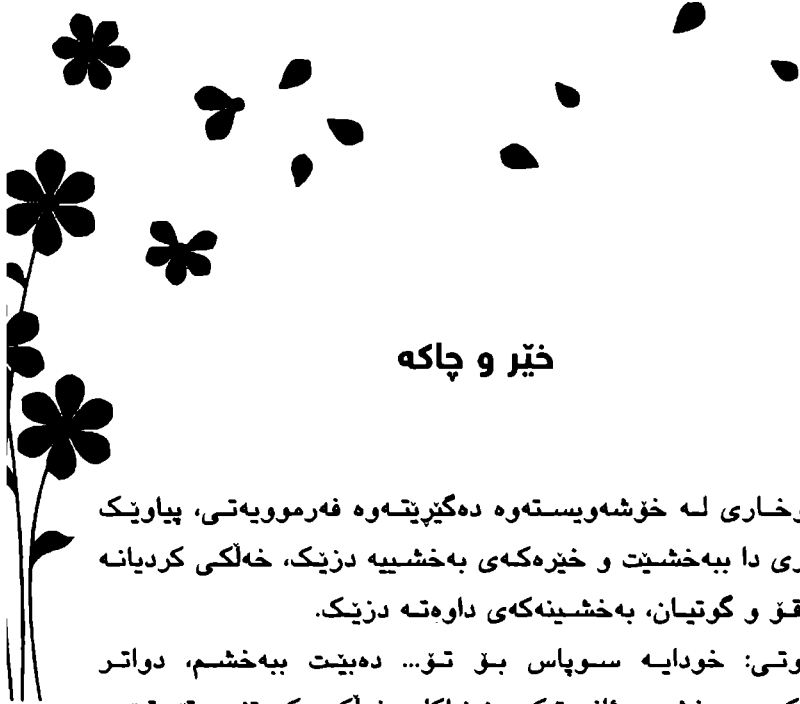 خێر و چاکە
لە خۆشەویستەوە دەگێڕێتەوە فەرموویەتی، پیاوێک
دا ببەخشێت و خێرەکەی بەخشییە دزێک، خەڵکی کردیانە
و گوتیان، بەخشینەکەی داوەتە دزێک.
خودایە سوپاس بۆ تۆ... دەبێت ببەخشم، دواتر